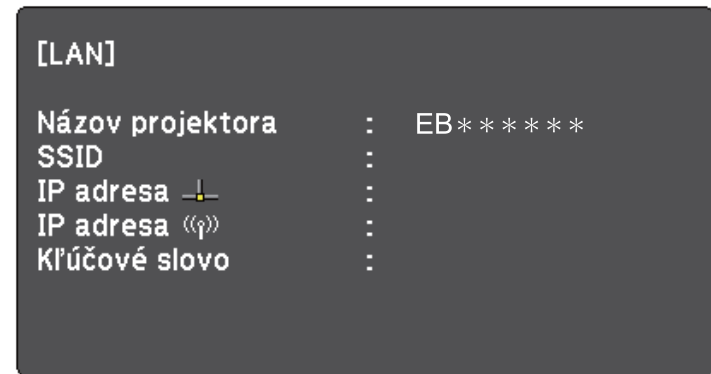 [LAN]
Názov projektora : EB******
SSID :
IP adresa :
IP adresa :
Kľúčové slovo :